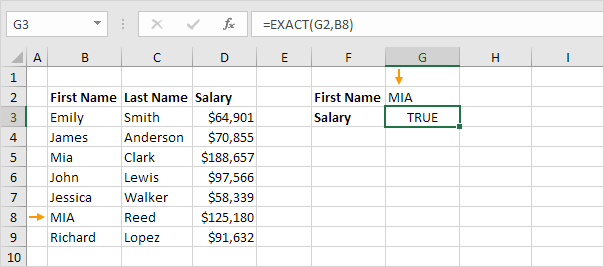 G3 fx =EXACT(G2,B8)
A B C D E F G H I
1
2 First Name Last Name Salary First Name MIA
3 Emily Smith $64,901 Salary TRUE
4 James Anderson $70,855
5 Mia Clark $188,657
6 John Lewis $97,566
7 Jessica Walker $58,339
8 MIA Reed $125,180
9 Richard Lopez $91,632
10